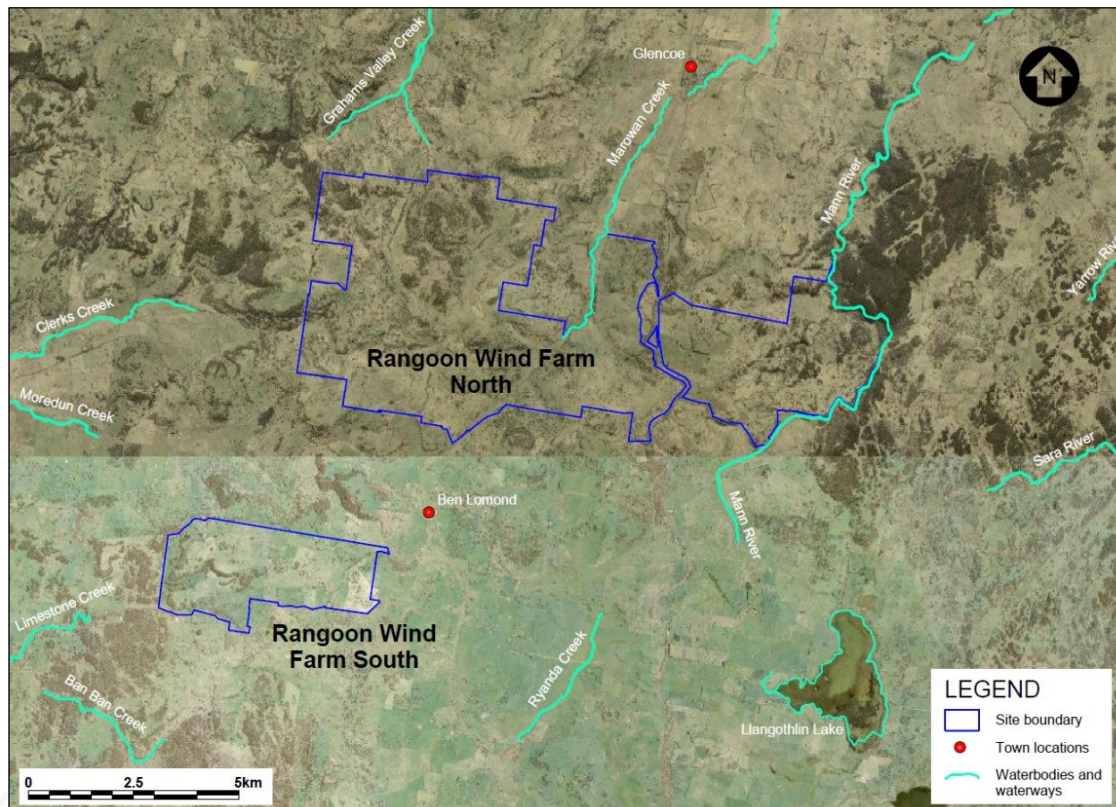 Grahams Valley Creek
Glencoe
N
Marowan Creek
Mann River
Yarrow River
Clerks Creek
Rangoon Wind Farm
North
Moredun Creek
Sara River
Ben Lomond
Mann River
Limestone Creek
Rangoon Wind
Farm South
Ryanda Creek
Ban Ban Creek
Llangothlin Lake
LEGEND
Site boundary
Town locations
Waterbodies and
waterways
0 2.5 5km